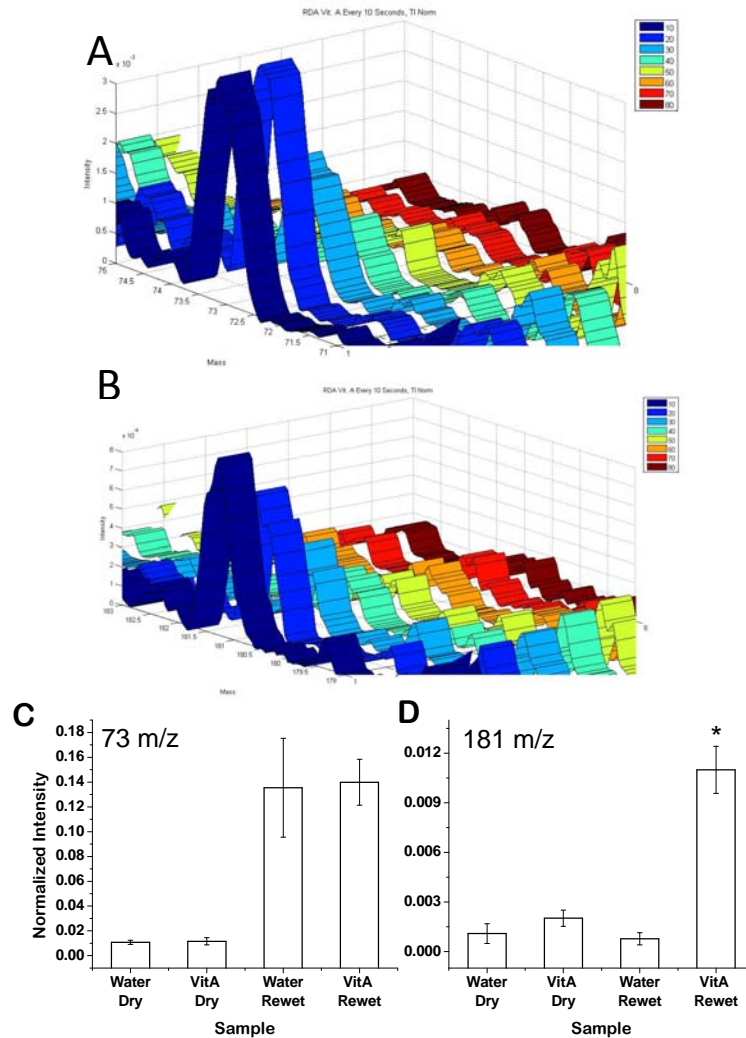 RDA Vit. A Every 10 Seconds, TI Norm
A
x 10⁻³
3
2.5
2
1.5
1
0.5
0
Intensity
75
74.5
74
73.5
73
72.5
72
71.5
71
1
8
Mass
10
20
30
40
50
60
70
80
B
RDA Vit. A Every 10 Seconds, TI Norm
x 10⁻⁴
8
7
6
5
4
3
2
1
0
Intensity
183
182.5
182
181.5
181
180.5
180
179.5
179
1
Mass
10
20
30
40
50
60
70
80
C
73 m/z
0.18
0.16
0.14
0.12
0.10
0.08
0.06
0.04
0.02
0.00
Normalized Intensity
Water Dry
VitA Dry
Water Rewet
VitA Rewet
Sample
D
181 m/z
*
0.012
0.009
0.006
0.003
0.000
Water Dry
VitA Dry
Water Rewet
VitA Rewet
Sample